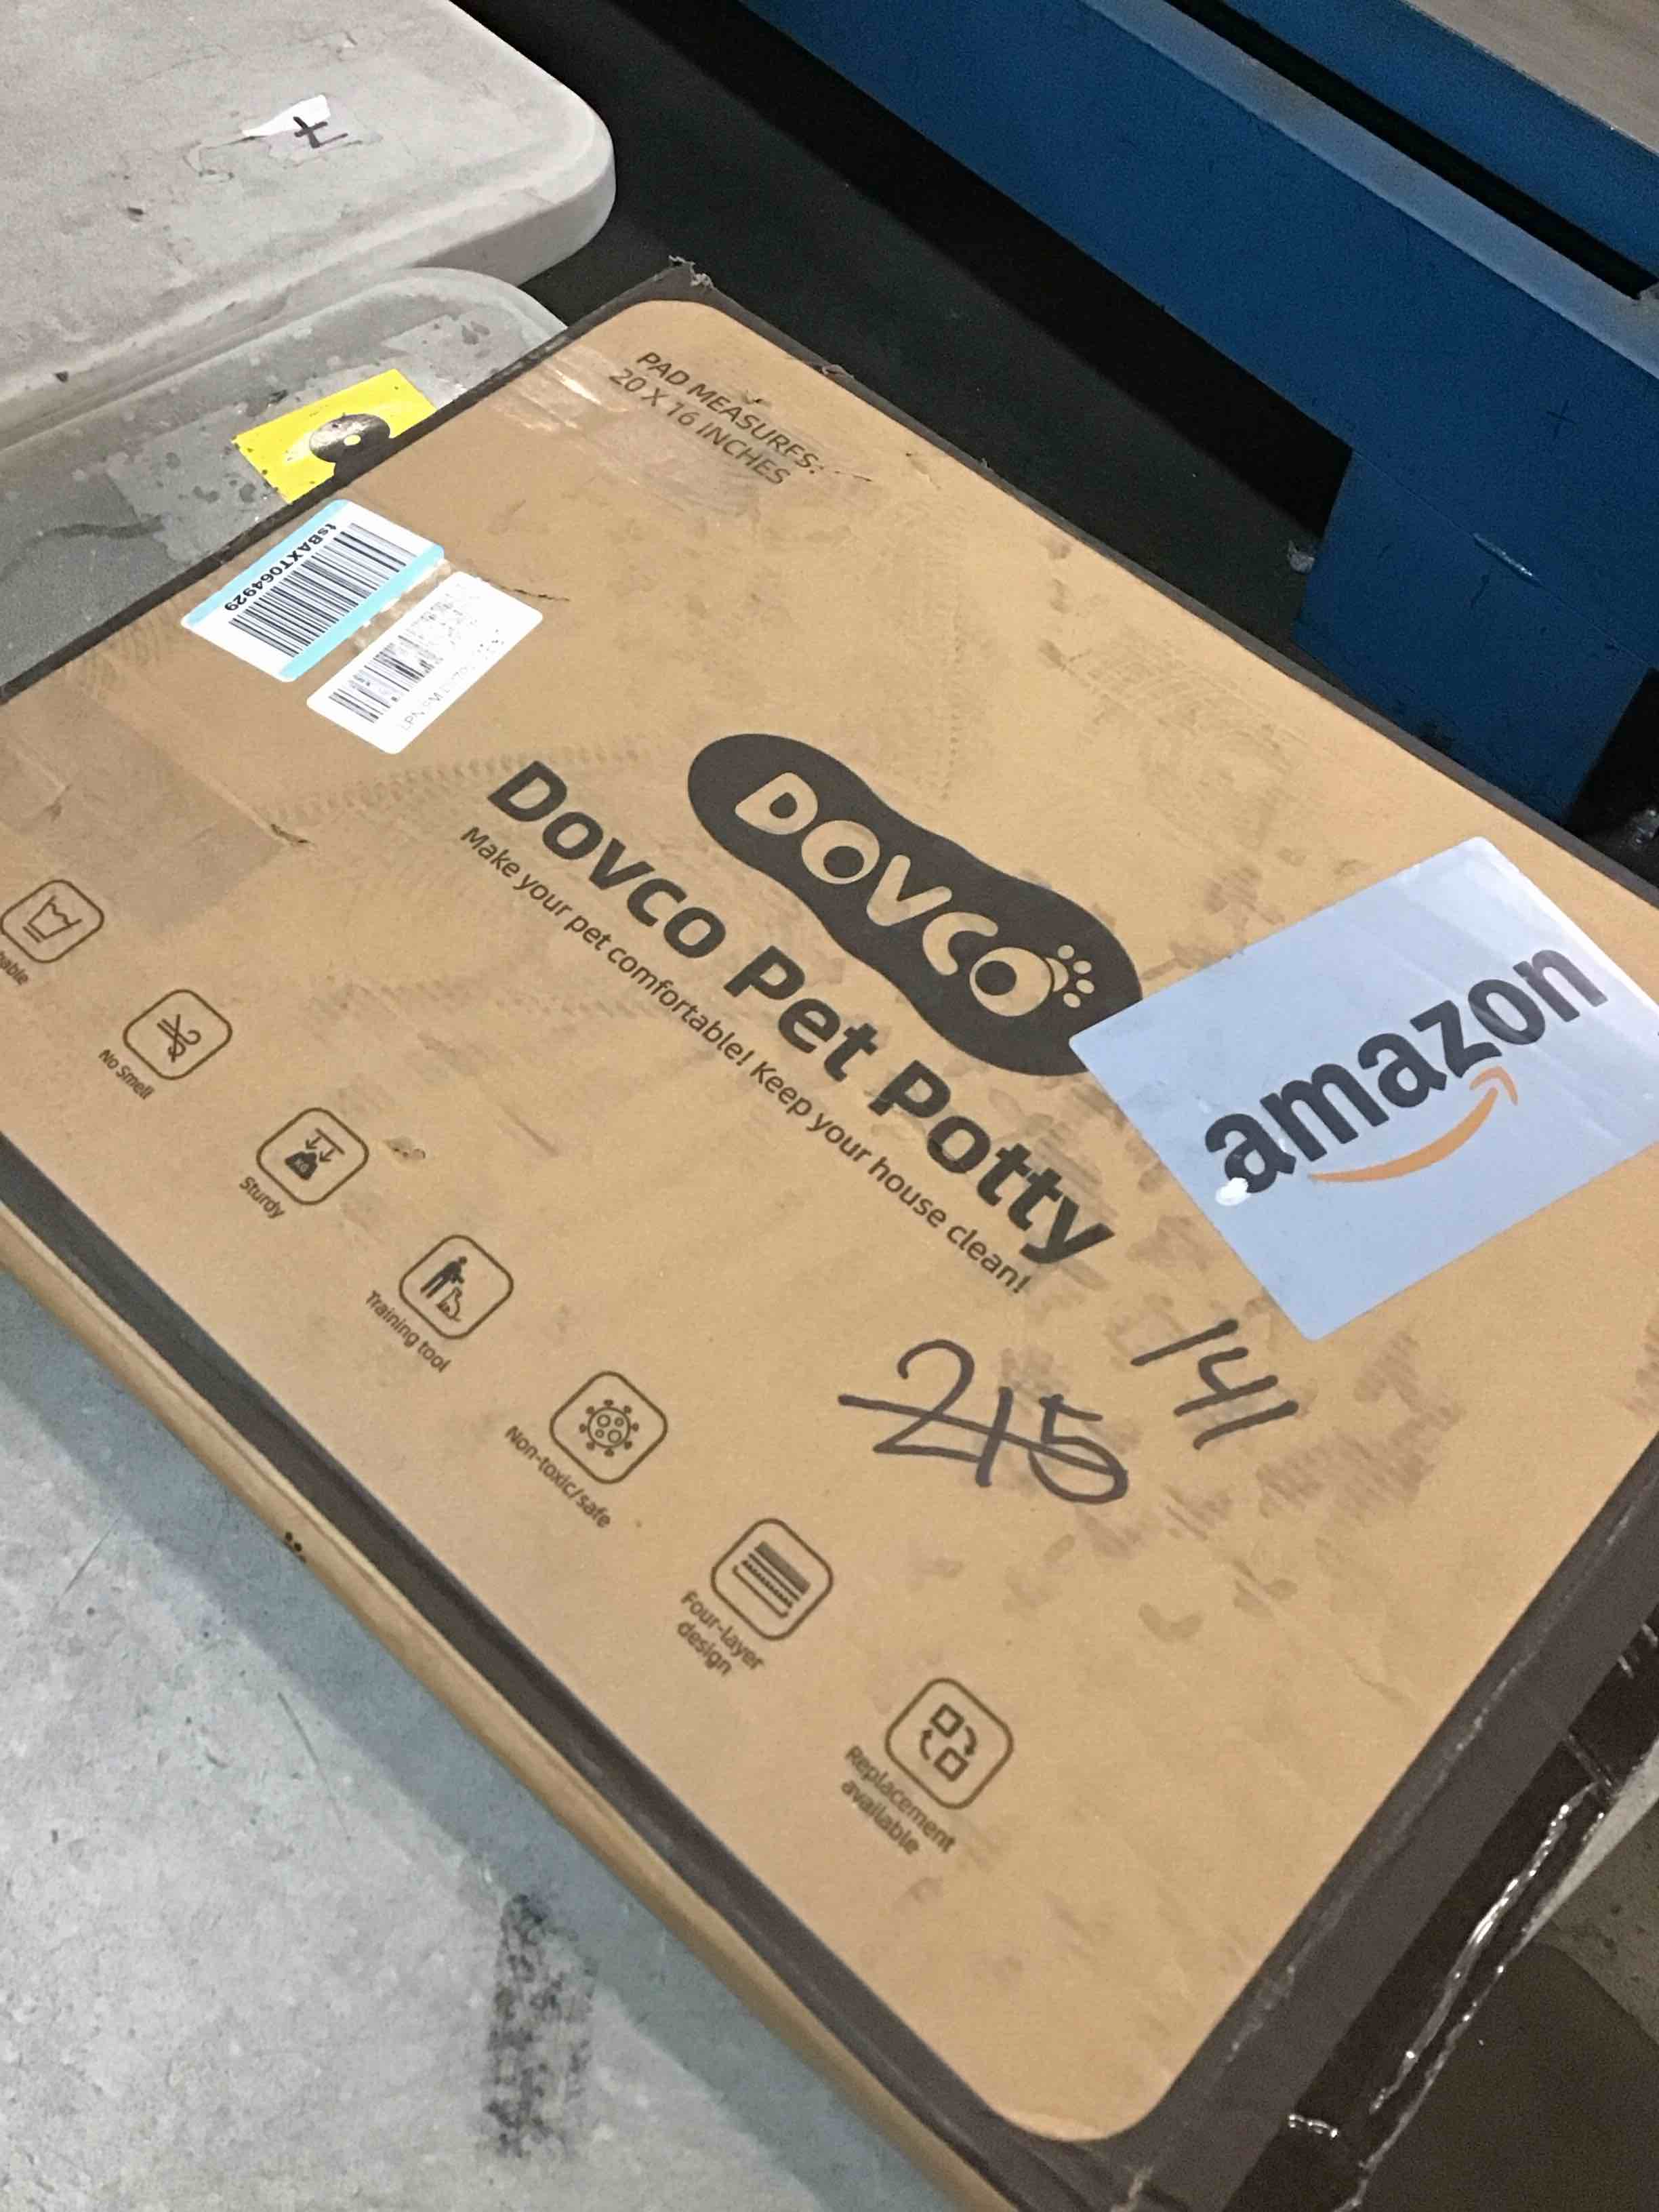 PAD MEASURES:
20 X 16 INCHES
tsBAXT064929
DOVCO
Dovco Pet Potty
Make your pet comfortable! Keep your house clean!
amazon
141
215
No Smell
Sturdy
Training tool
Non-toxic/safe
Four-layer
design
Replacement
available